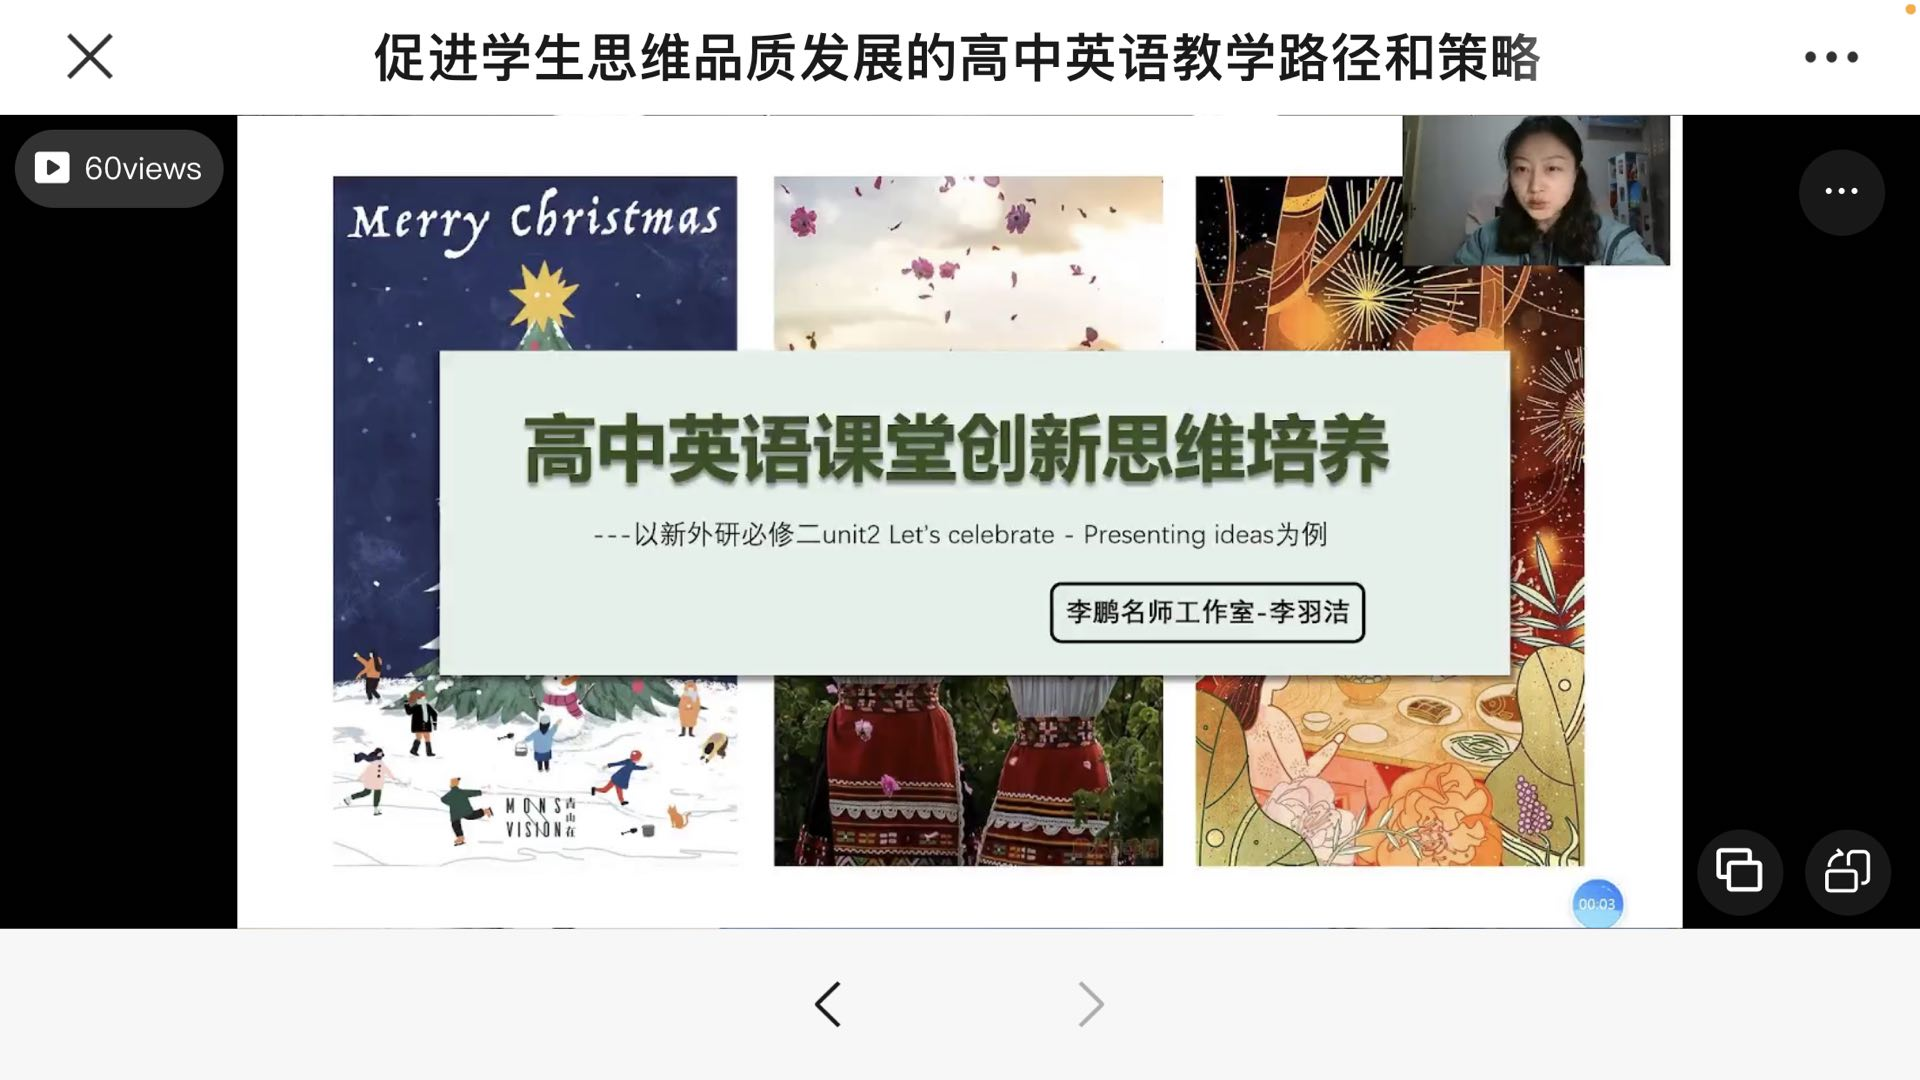 促进学生思维品质发展的高中英语教学路径和策略
60views
Merry Christmas
高中英语课堂创新思维培养
---以新外研必修二unit2 Let's celebrate - Presenting ideas为例
李鹏名师工作室-李羽洁
MONS
VISION
青山在
00:03